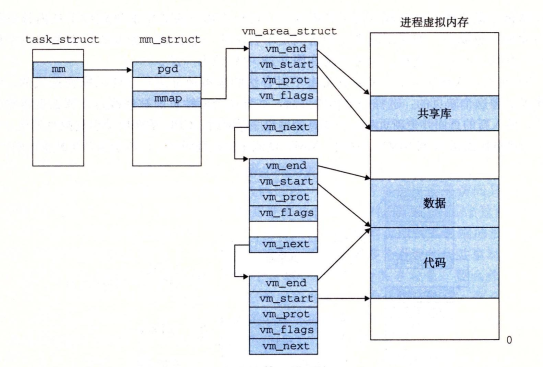 进程虚拟内存
task_struct
mm_struct
vm_area_struct
mm
pgd
mmap
vm_end
vm_start
vm_prot
vm_flags
vm_next
vm_end
vm_start
vm_prot
vm_flags
vm_next
vm_end
vm_start
vm_prot
vm_flags
vm_next
共享库
数据
代码
0